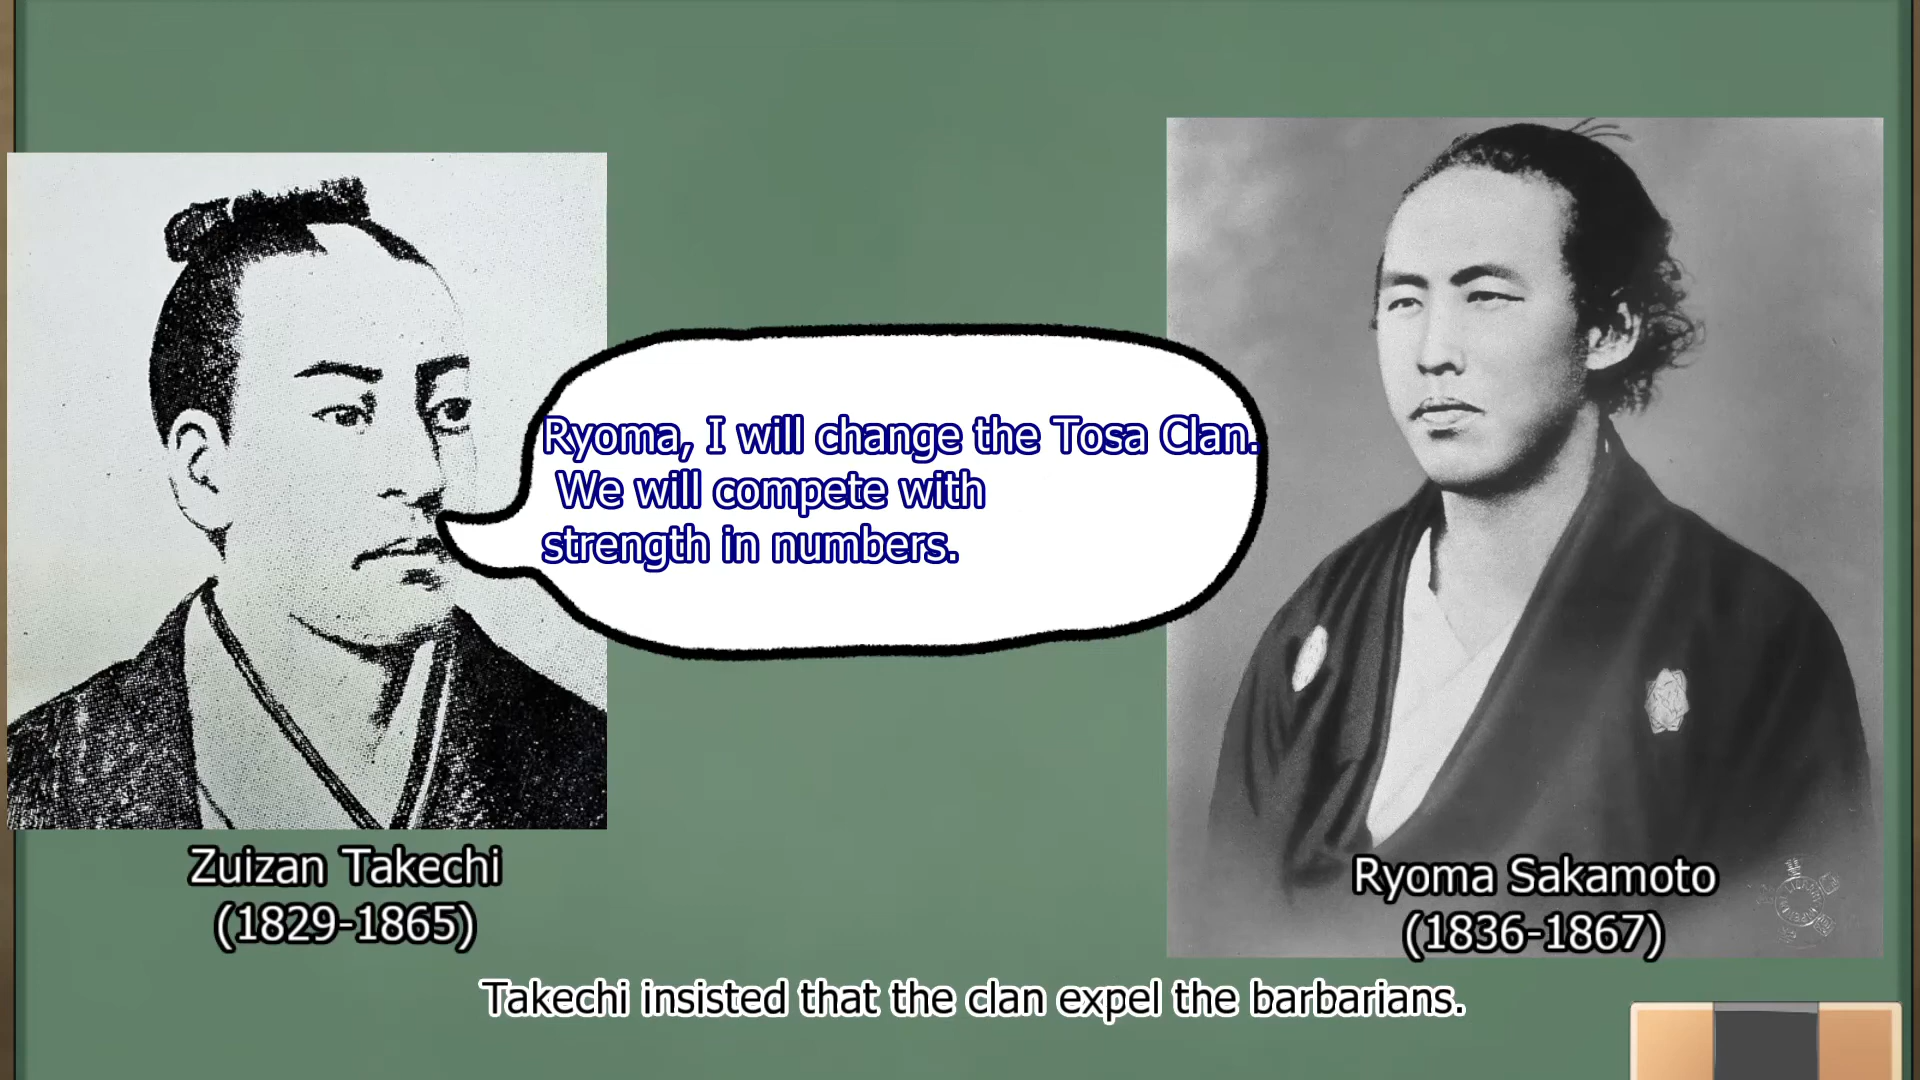 Ryoma, I will change the Tosa Clan.
We will compete with
strength in numbers.
Zuizan Takechi
(1829-1865)
Ryoma Sakamoto
(1836-1867)
Takechi insisted that the clan expel the barbarians.